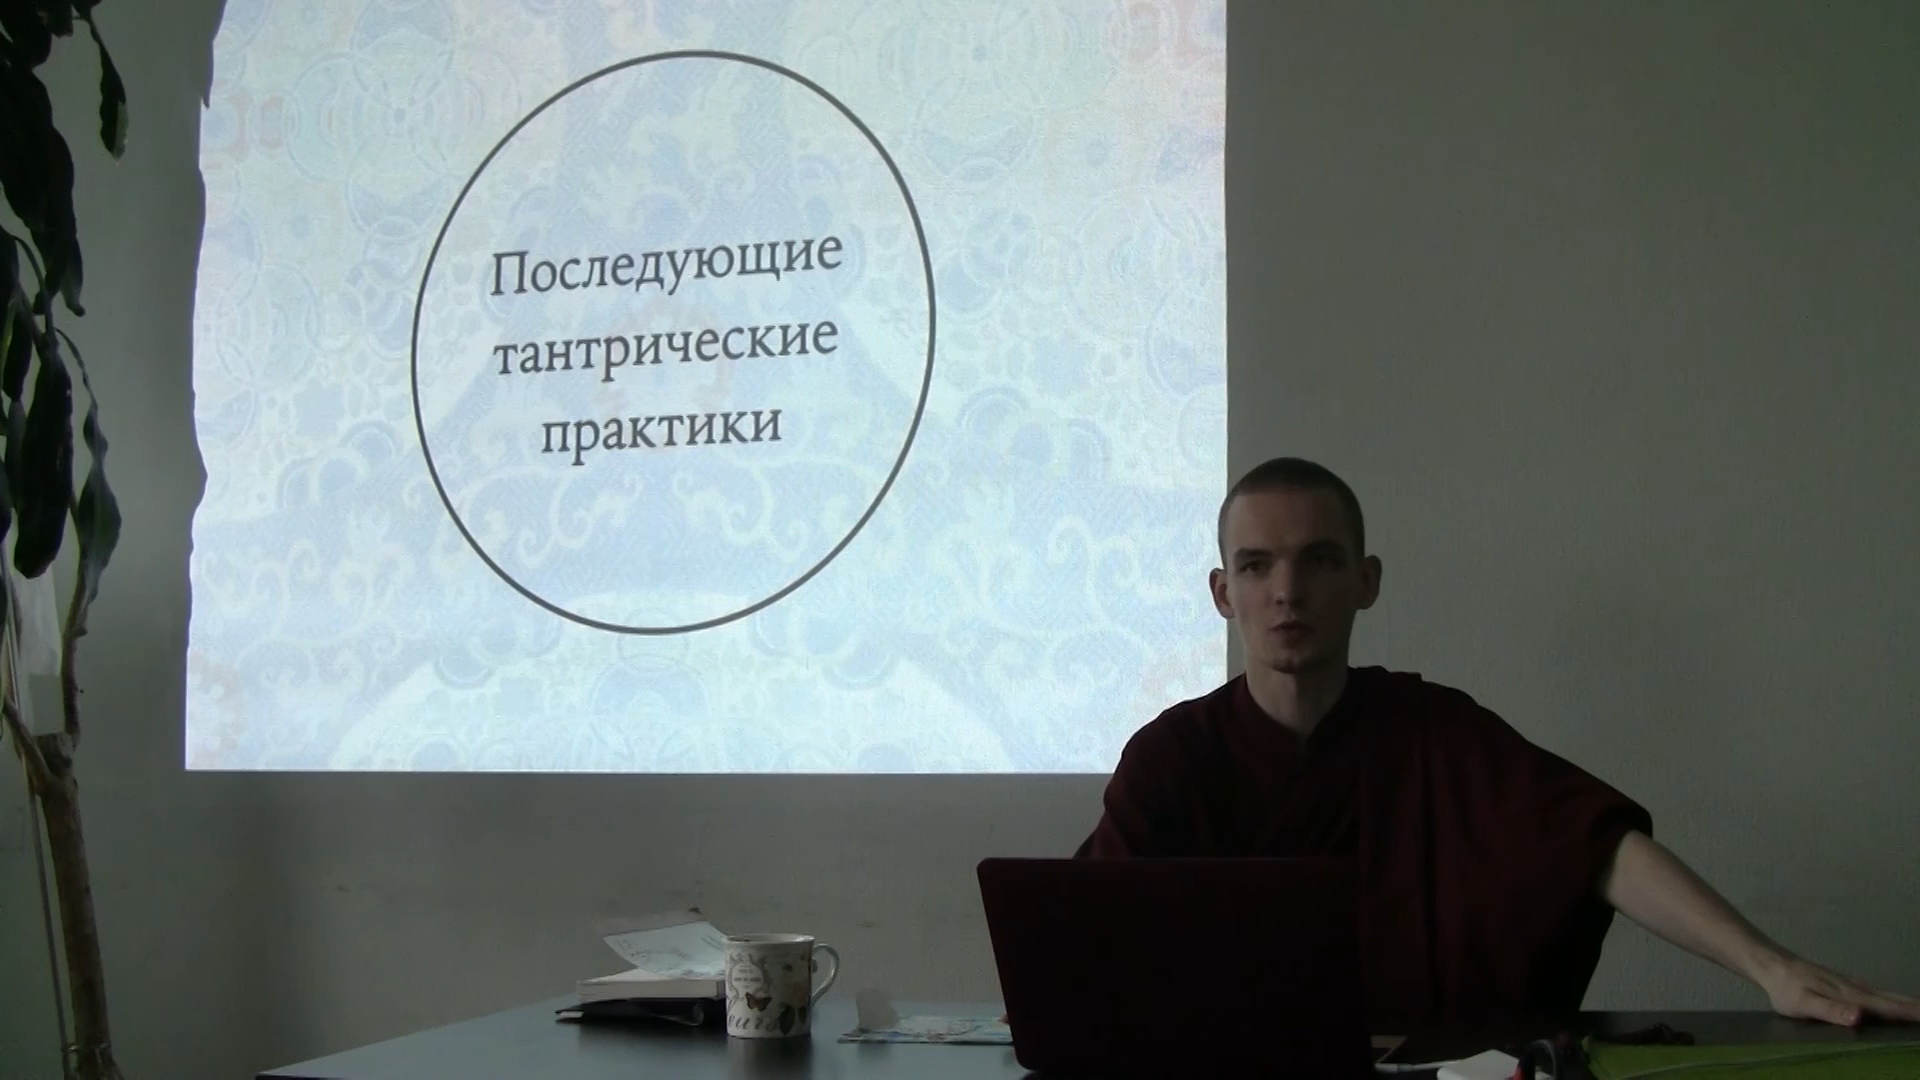 Последующие
тантрические
практики